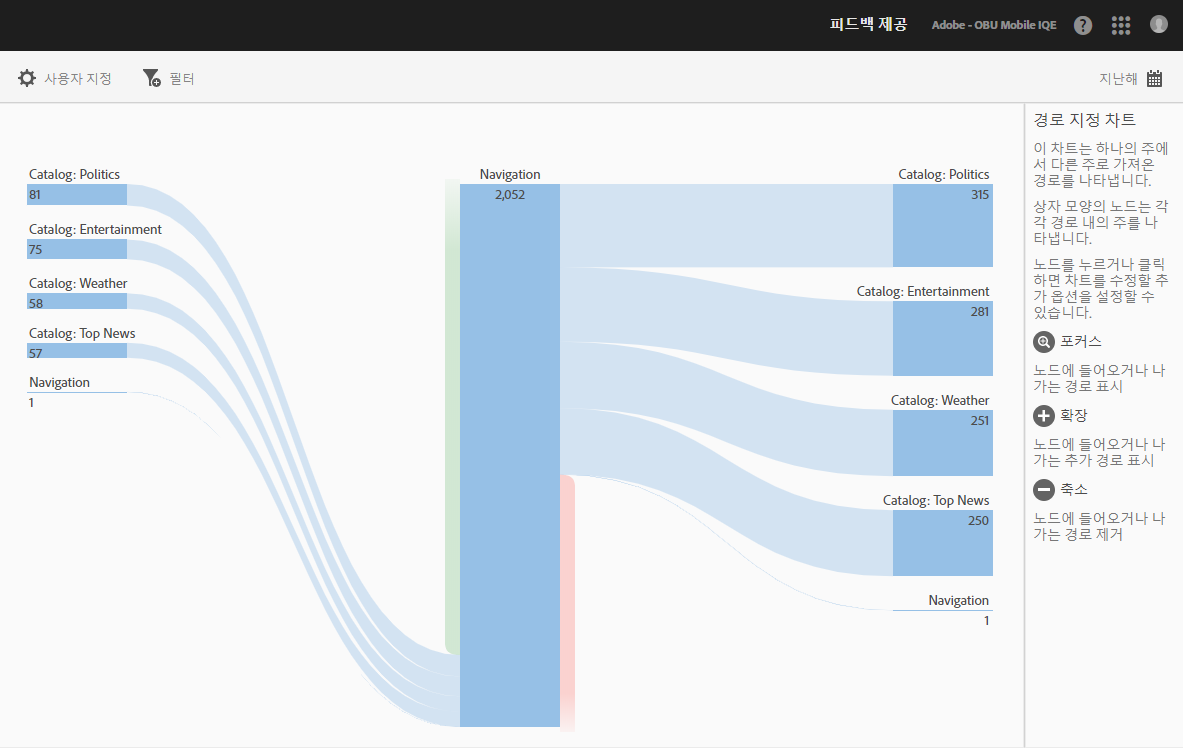 피드백 제공
Adobe - OBU Mobile IQE
?
사용자 지정
필터
지난해
Catalog: Politics
81
Catalog: Entertainment
75
Catalog: Weather
58
Catalog: Top News
57
Navigation
1
Navigation
2,052
Catalog: Politics
315
Catalog: Entertainment
281
Catalog: Weather
251
Catalog: Top News
250
Navigation
1
경로 지정 차트
이 차트는 하나의 주에
서 다른 주로 가져온
경로를 나타냅니다.
상자 모양의 노드는 각
각 경로 내의 주를 나
타냅니다.
노드를 누르거나 클릭
하면 차트를 수정할 추
가 옵션을 설정할 수
있습니다.
포커스
노드에 들어오거나 나
가는 경로 표시
확장
노드에 들어오거나 나
가는 추가 경로 표시
축소
노드에 들어오거나 나
가는 경로 제거